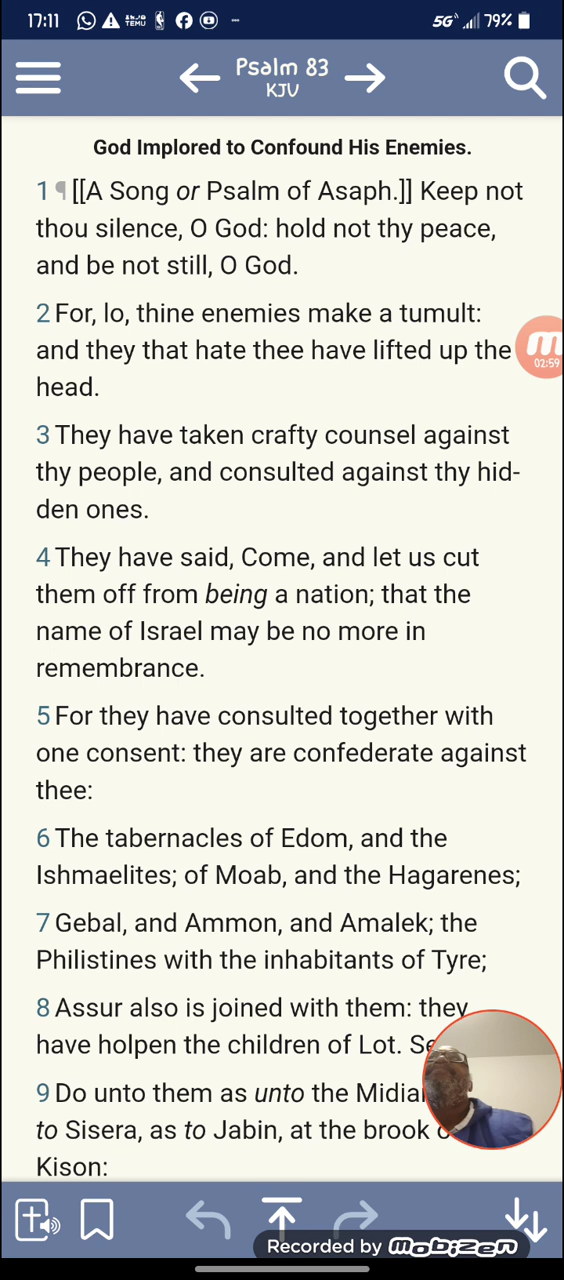 17:11
TEMU
5G 79%
Psalm 83
KJV
God Implored to Confound His Enemies.
1 ¶ [[A Song or Psalm of Asaph.]] Keep not
thou silence, O God: hold not thy peace,
and be not still, O God.
2 For, lo, thine enemies make a tumult:
and they that hate thee have lifted up the
head.
02:59
3 They have taken crafty counsel against
thy people, and consulted against thy hid-
den ones.
4 They have said, Come, and let us cut
them off from being a nation; that the
name of Israel may be no more in
remembrance.
5 For they have consulted together with
one consent: they are confederate against
thee:
6 The tabernacles of Edom, and the
Ishmaelites; of Moab, and the Hagarenes;
7 Gebal, and Ammon, and Amalek; the
Philistines with the inhabitants of Tyre;
8 Assur also is joined with them: they
have holpen the children of Lot.
9 Do unto them as unto the
to Sisera, as to Jabin, at the brook
Kison:
Recorded by Mobizen